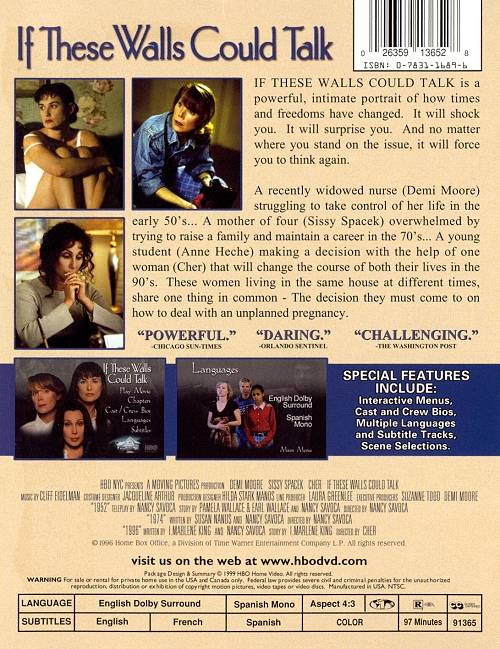 If These Walls Could Talk
0 26359 13652 8
ISBN: 0-7831-1689-6
IF THESE WALLS COULD TALK is a
powerful, intimate portrait of how times
and freedoms have changed. It will shock
you. It will surprise you. And no matter
where you stand on the issue, it will force
you to think again.
A recently widowed nurse (Demi Moore)
struggling to take control of her life in the
early 50's... A mother of four (Sissy Spacek) overwhelmed by
trying to raise a family and maintain a career in the 70's... A young
student (Anne Heche) making a decision with the help of one
woman (Cher) that will change the course of both their lives in the
90's. These women living in the same house at different times,
share one thing in common - The decision they must come to on
how to deal with an unplanned pregnancy.
"POWERFUL." "DARING." "CHALLENGING."
-CHICAGO SUN-TIMES -ORLANDO SENTINEL -THE WASHINGTON POST
If These Walls
Could Talk
Play Movie
Chapters
Cast / Crew Bios
Languages
Subtitles
Languages
English Dolby
Surround
Spanish
Mono
Main Menu
SPECIAL FEATURES
INCLUDE:
Interactive Menus,
Cast and Crew Bios,
Multiple Languages
and Subtitle Tracks,
Scene Selections.
HBO NYC PRESENTS A MOVING PICTURES PRODUCTION DEMI MOORE SISSY SPACEK CHER IF THESE WALLS COULD TALK
MUSIC BY CLIFF EIDELMAN COSTUME DESIGNER JACQUELINE ARTHUR PRODUCTION DESIGNER HILDA STARK MANOS LINE PRODUCER LAURA GREENLEE EXECUTIVE PRODUCERS SUZANNE TODD DEMI MOORE
"1952" TELEPLAY BY NANCY SAVOCA STORY BY PAMELA WALLACE & EARL WALLACE AND NANCY SAVOCA DIRECTED BY NANCY SAVOCA
"1974" WRITTEN BY SUSAN NANUS AND NANCY SAVOCA DIRECTED BY NANCY SAVOCA
"1996" WRITTEN BY I. MARLENE KING AND NANCY SAVOCA STORY BY I. MARLENE KING DIRECTED BY CHER
©1996 Home Box Office, a Division of Time Warner Entertainment Company L.P. All rights reserved.
visit us on the web at www.hbodvd.com
Package Design & Summary © 1999 HBO Home Video. All rights reserved.
WARNING For sale or rental for private home use in the USA and Canada only. Federal law provides severe civil and criminal penalties for the unauthorized
reproduction, distribution or exhibition of copyright motion pictures, video tapes or video discs. Manufactured in USA. NTSC.
LANGUAGE English Dolby Surround Spanish Mono Aspect 4:3 R
SUBTITLES English French Spanish COLOR 97 Minutes 91365